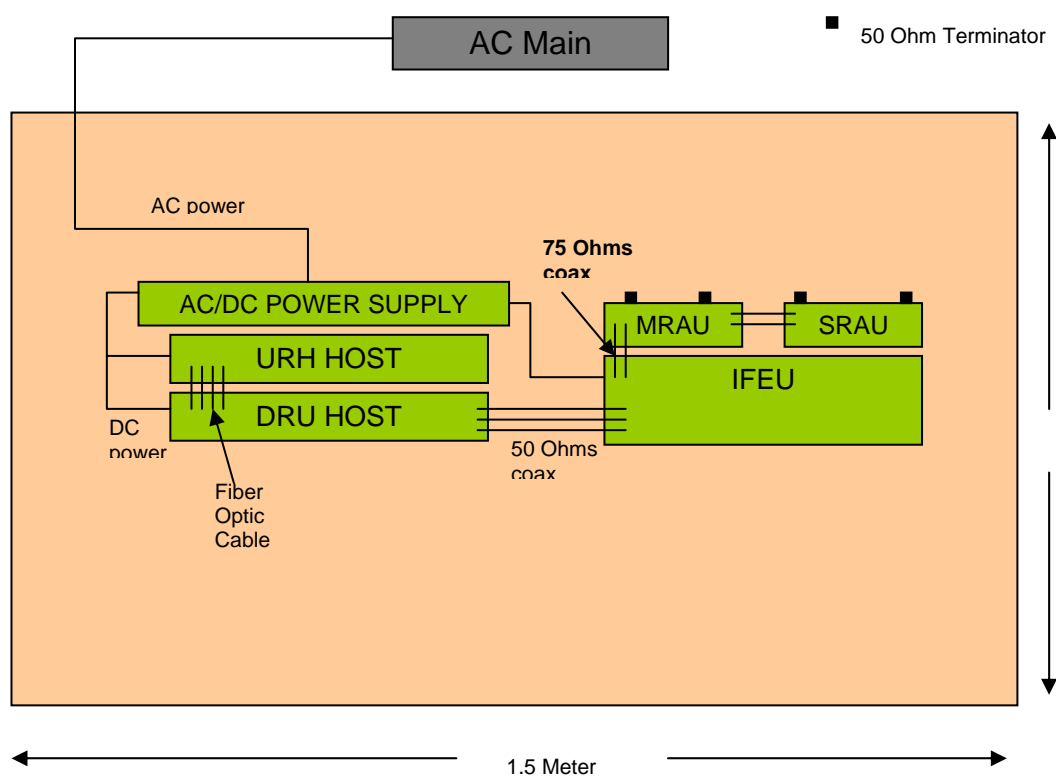 AC Main
50 Ohm Terminator
AC power
75 Ohms
coax
AC/DC POWER SUPPLY
MRAU
SRAU
URH HOST
IFEU
DRU HOST
DC
power
50 Ohms
coax
Fiber
Optic
Cable
1.5 Meter